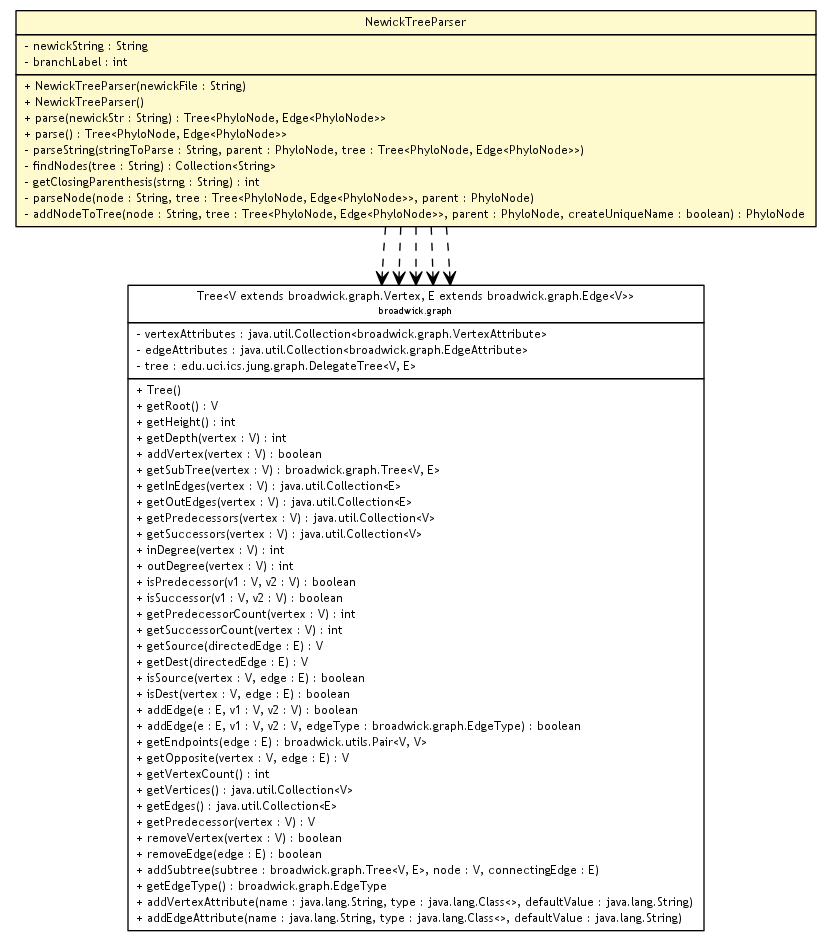 NewickTreeParser
- newickString : String
- branchLabel : int
+ NewickTreeParser(newickFile : String)
+ NewickTreeParser()
+ parse(newickStr : String) : Tree<PhyloNode, Edge<PhyloNode>>
+ parse() : Tree<PhyloNode, Edge<PhyloNode>>
- parseString(stringToParse : String, parent : PhyloNode, tree : Tree<PhyloNode, Edge<PhyloNode>>)
- findNodes(tree : String) : Collection<String>
- getClosingParenthesis(strng : String) : int
- parseNode(node : String, tree : Tree<PhyloNode, Edge<PhyloNode>>, parent : PhyloNode)
- addNodeToTree(node : String, tree : Tree<PhyloNode, Edge<PhyloNode>>, parent : PhyloNode, createUniqueName : boolean) : PhyloNode
Tree<V extends broadwick.graph.Vertex, E extends broadwick.graph.Edge<V>>
broadwick.graph
- vertexAttributes : java.util.Collection<broadwick.graph.VertexAttribute>
- edgeAttributes : java.util.Collection<broadwick.graph.EdgeAttribute>
- tree : edu.uci.ics.jung.graph.DelegateTree<V, E>
+ Tree()
+ getRoot() : V
+ getHeight() : int
+ getDepth(vertex : V) : int
+ addVertex(vertex : V) : boolean
+ getSubTree(vertex : V) : broadwick.graph.Tree<V, E>
+ getInEdges(vertex : V) : java.util.Collection<E>
+ getOutEdges(vertex : V) : java.util.Collection<E>
+ getPredecessors(vertex : V) : java.util.Collection<V>
+ getSuccessors(vertex : V) : java.util.Collection<V>
+ inDegree(vertex : V) : int
+ outDegree(vertex : V) : int
+ isPredecessor(v1 : V, v2 : V) : boolean
+ isSuccessor(v1 : V, v2 : V) : boolean
+ getPredecessorCount(vertex : V) : int
+ getSuccessorCount(vertex : V) : int
+ getSource(directedEdge : E) : V
+ getDest(directedEdge : E) : V
+ isSource(vertex : V, edge : E) : boolean
+ isDest(vertex : V, edge : E) : boolean
+ addEdge(e : E, v1 : V, v2 : V) : boolean
+ addEdge(e : E, v1 : V, v2 : V, edgeType : broadwick.graph.EdgeType) : boolean
+ getEndpoints(edge : E) : broadwick.utils.Pair<V, V>
+ getOpposite(vertex : V, edge : E) : V
+ getVertexCount() : int
+ getVertices() : java.util.Collection<V>
+ getEdges() : java.util.Collection<E>
+ getPredecessor(vertex : V) : V
+ removeVertex(vertex : V) : boolean
+ removeEdge(edge : E) : boolean
+ addSubtree(subtree : broadwick.graph.Tree<V, E>, node : V, connectingEdge : E)
+ getEdgeType() : broadwick.graph.EdgeType
+ addVertexAttribute(name : java.lang.String, type : java.lang.Class<>, defaultValue : java.lang.String)
+ addEdgeAttribute(name : java.lang.String, type : java.lang.Class<>, defaultValue : java.lang.String)